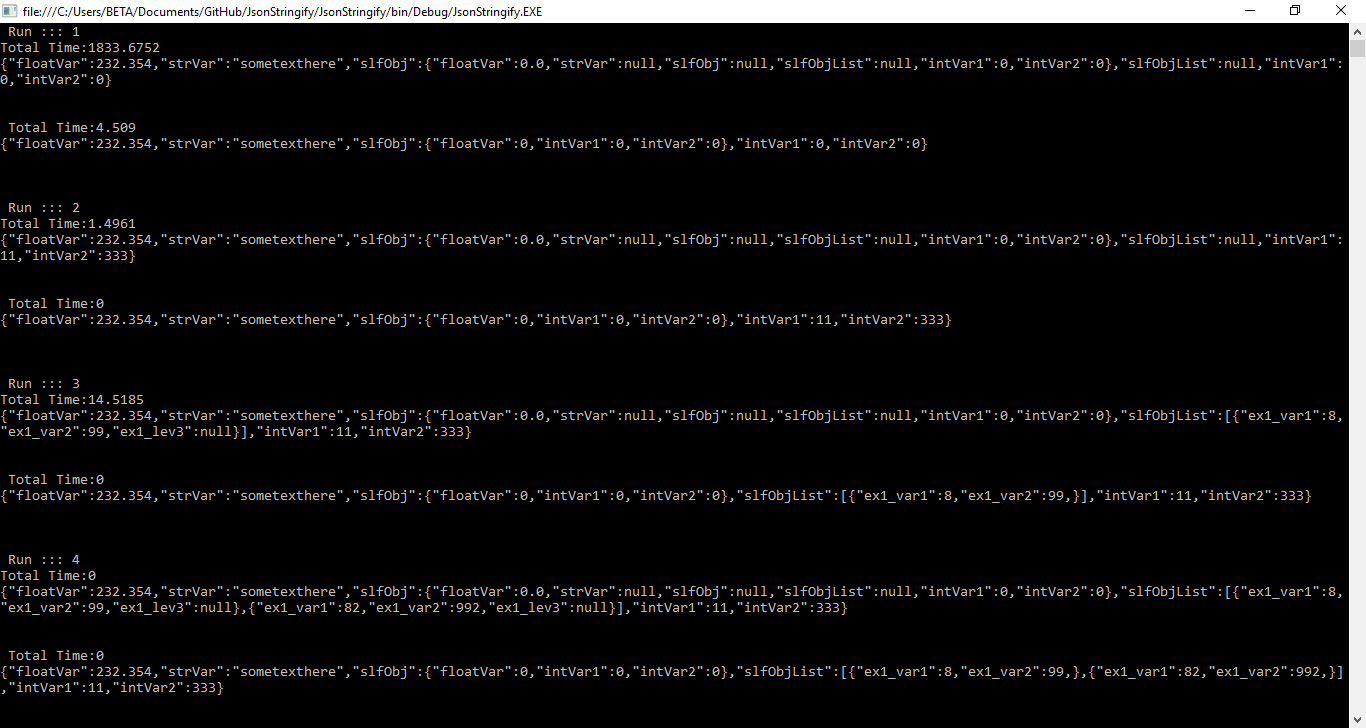 file:///C:/Users/BETA/Documents/GitHub/JsonStringify/JsonStringify/bin/Debug/JsonStringify.EXE
Run ::: 1
Total Time:1833.6752
{"floatVar":232.354,"strVar":"sometexthere","slfObj":{"floatVar":0.0,"strVar":null,"slfObj":null,"slfObjList":null,"intVar1":0,"intVar2":0},"slfObjList":null,"intVar1":
0,"intVar2":0}
Total Time:4.509
{"floatVar":232.354,"strVar":"sometexthere","slfObj":{"floatVar":0,"intVar1":0,"intVar2":0},"intVar1":0,"intVar2":0}
Run ::: 2
Total Time:1.4961
{"floatVar":232.354,"strVar":"sometexthere","slfObj":{"floatVar":0.0,"strVar":null,"slfObj":null,"slfObjList":null,"intVar1":0,"intVar2":0},"slfObjList":null,"intVar1":
11,"intVar2":333}
Total Time:0
{"floatVar":232.354,"strVar":"sometexthere","slfObj":{"floatVar":0,"intVar1":0,"intVar2":0},"intVar1":11,"intVar2":333}
Run ::: 3
Total Time:14.5185
{"floatVar":232.354,"strVar":"sometexthere","slfObj":{"floatVar":0.0,"strVar":null,"slfObj":null,"slfObjList":null,"intVar1":0,"intVar2":0},"slfObjList":[{"ex1_var1":8,
"ex1_var2":99,"ex1_lev3":null}],"intVar1":11,"intVar2":333}
Total Time:0
{"floatVar":232.354,"strVar":"sometexthere","slfObj":{"floatVar":0,"intVar1":0,"intVar2":0},"slfObjList":[{"ex1_var1":8,"ex1_var2":99,}],"intVar1":11,"intVar2":333}
Run ::: 4
Total Time:0
{"floatVar":232.354,"strVar":"sometexthere","slfObj":{"floatVar":0.0,"strVar":null,"slfObj":null,"slfObjList":null,"intVar1":0,"intVar2":0},"slfObjList":[{"ex1_var1":8,
"ex1_var2":99,"ex1_lev3":null},{"ex1_var1":82,"ex1_var2":992,"ex1_lev3":null}],"intVar1":11,"intVar2":333}
Total Time:0
{"floatVar":232.354,"strVar":"sometexthere","slfObj":{"floatVar":0,"intVar1":0,"intVar2":0},"slfObjList":[{"ex1_var1":8,"ex1_var2":99,},{"ex1_var1":82,"ex1_var2":992,}]
,"intVar1":11,"intVar2":333}